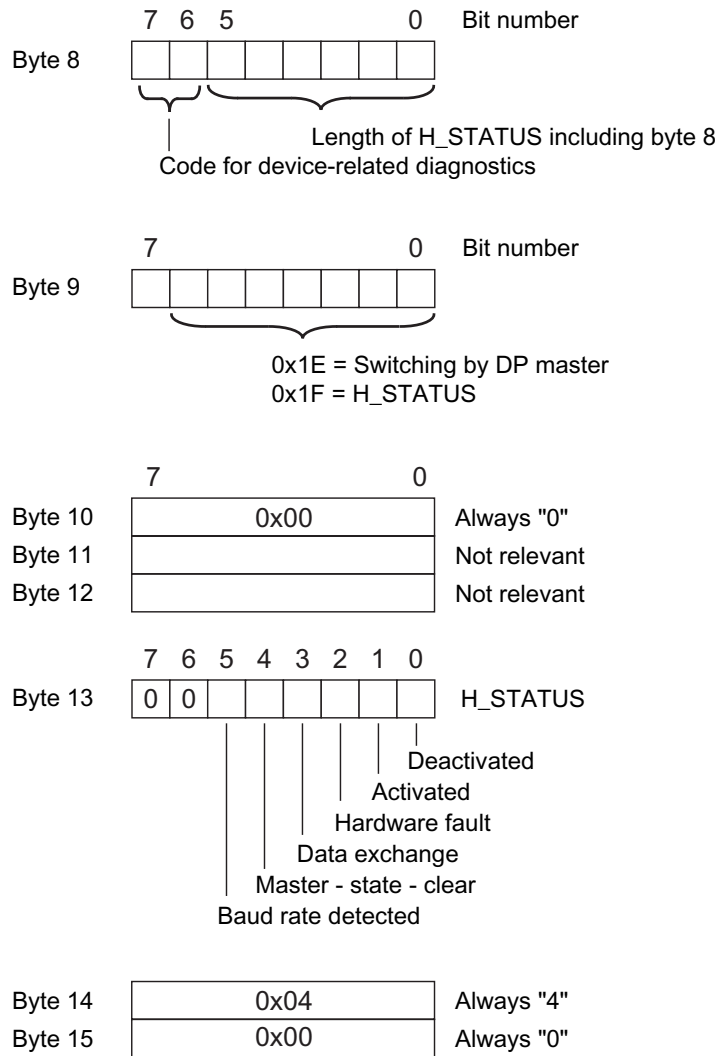 7 6 5 0 Bit number
Byte 8
Length of H_STATUS including byte 8
Code for device-related diagnostics
7 0 Bit number
Byte 9
0x1E = Switching by DP master
0x1F = H_STATUS
7 0
Byte 10 0x00 Always "0"
Byte 11 Not relevant
Byte 12 Not relevant
7 6 5 4 3 2 1 0
Byte 13 0 0 H_STATUS
Deactivated
Activated
Hardware fault
Data exchange
Master - state - clear
Baud rate detected
Byte 14 0x04 Always "4"
Byte 15 0x00 Always "0"